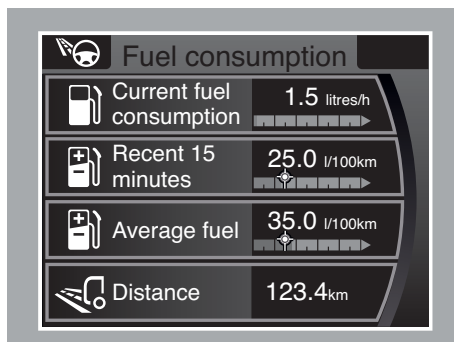 Fuel consumption
Current fuel
consumption
1.5 litres/h
Recent 15
minutes
25.0 l/100km
Average fuel
35.0 l/100km
Distance
123.4km